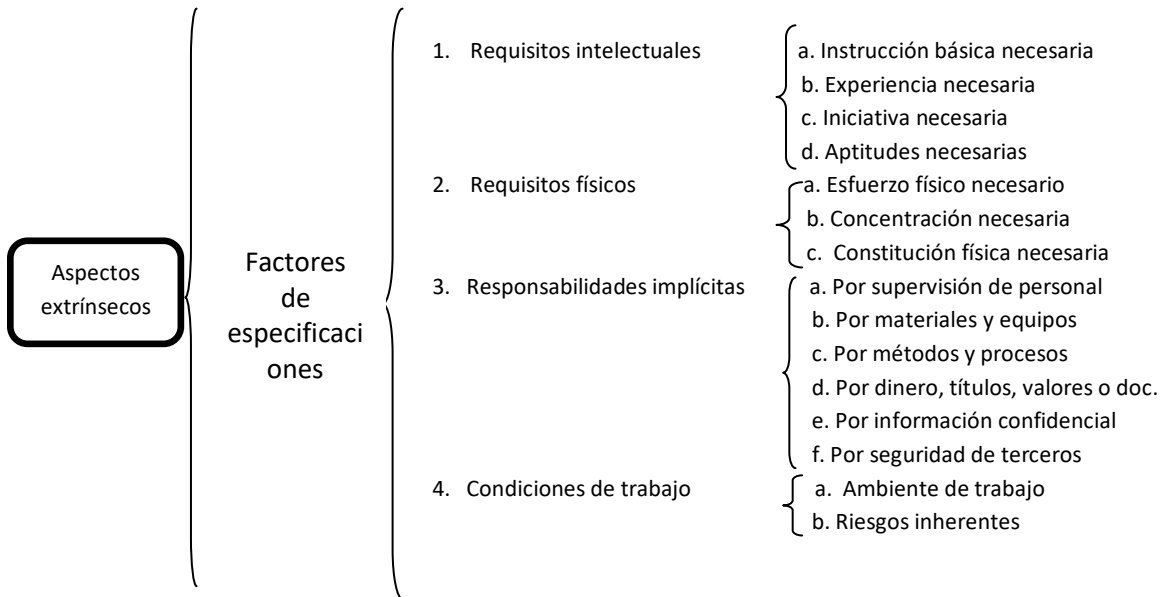 Aspectos
extrínsecos
Factores
de
especificaci
ones
1. Requisitos intelectuales
a. Instrucción básica necesaria
b. Experiencia necesaria
c. Iniciativa necesaria
d. Aptitudes necesarias
2. Requisitos físicos
a. Esfuerzo físico necesario
b. Concentración necesaria
c. Constitución física necesaria
3. Responsabilidades implícitas
a. Por supervisión de personal
b. Por materiales y equipos
c. Por métodos y procesos
d. Por dinero, títulos, valores o doc.
e. Por información confidencial
f. Por seguridad de terceros
4. Condiciones de trabajo
a. Ambiente de trabajo
b. Riesgos inherentes